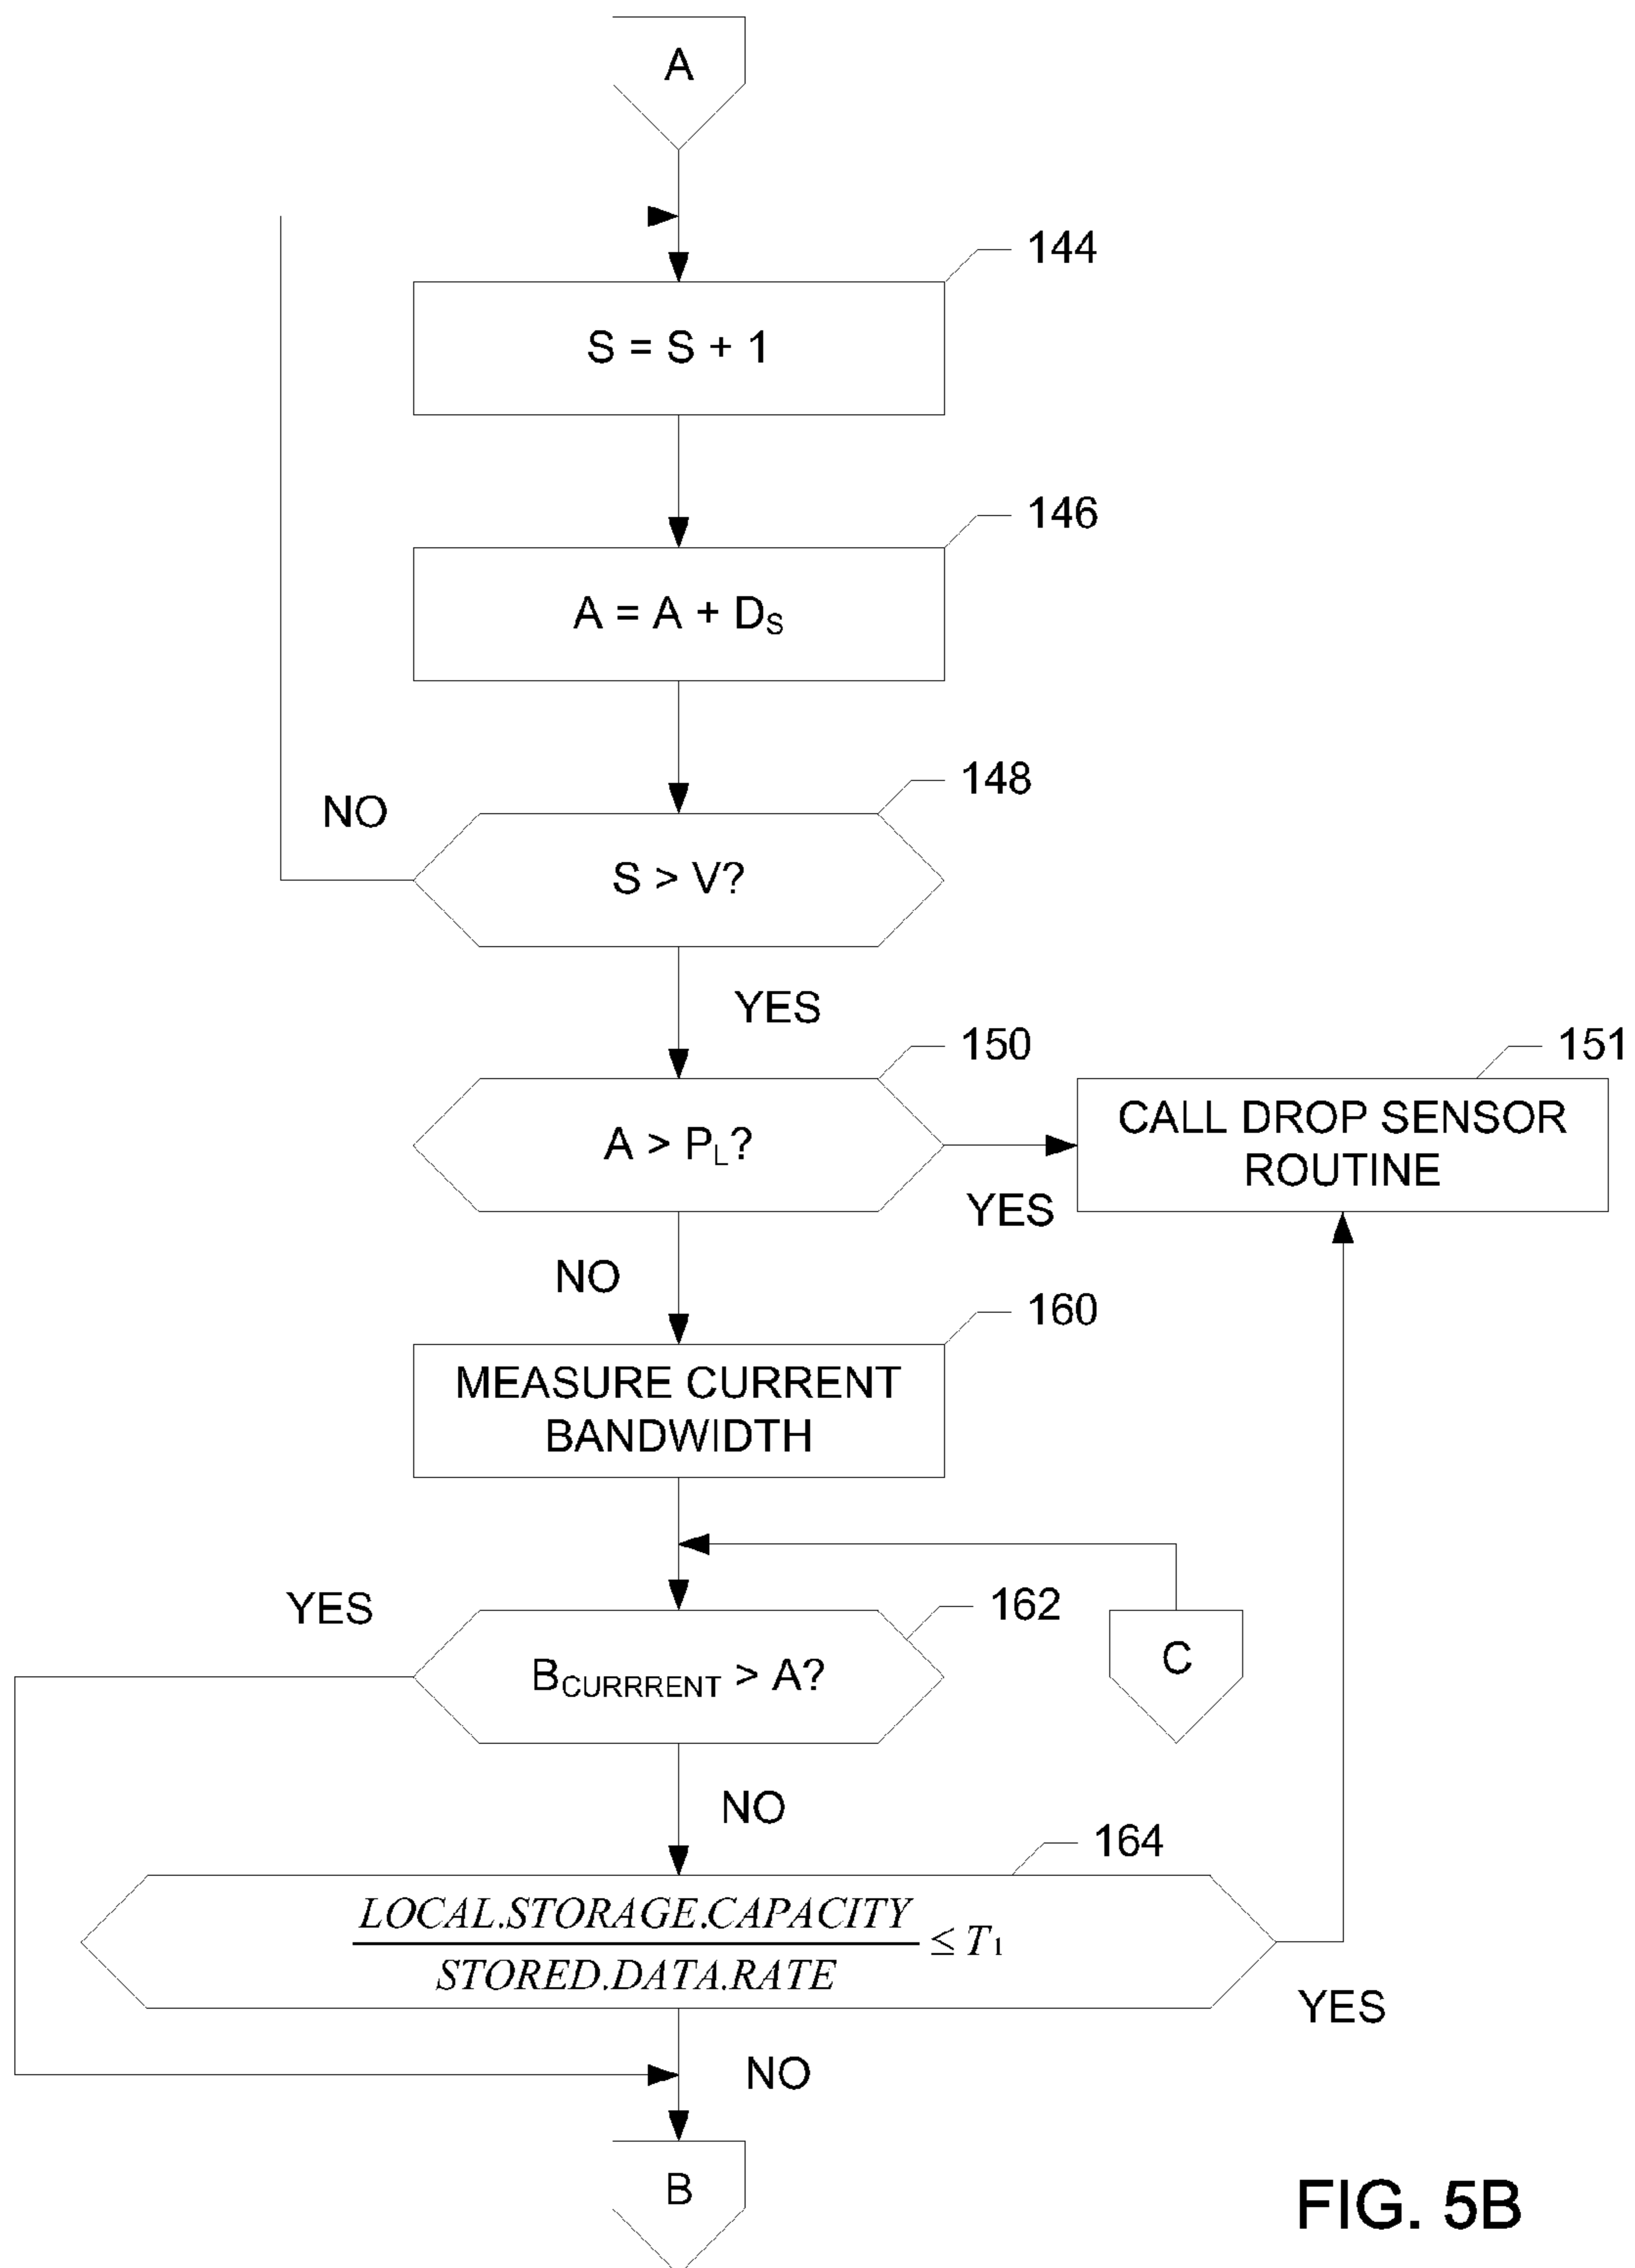 A
144
S = S + 1
146
A = A + DS
148
NO
S > V?
YES
150
151
A > PL?
CALL DROP SENSOR
ROUTINE
YES
NO
160
MEASURE CURRENT
BANDWIDTH
YES
162
BCURRRENT > A?
C
NO
164
LOCAL.STORAGE.CAPACITY
STORED.DATA.RATE
≤ T1
YES
NO
B
FIG. 5B